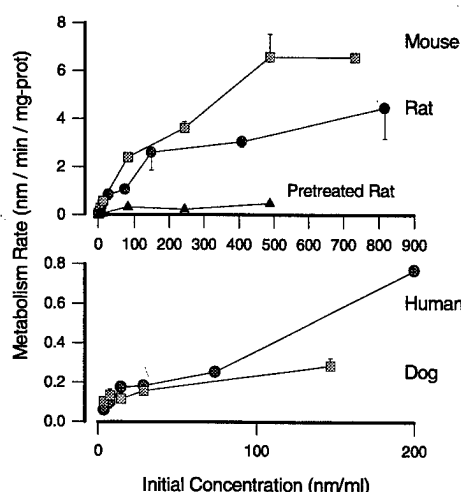 Metabolism Rate (nm / min / mg-prot)
8
6
4
2
0
Mouse
Rat
Pretreated Rat
0 100 200 300 400 500 600 700 800 900
0.8
0.6
0.4
0.2
0.0
Human
Dog
0 100 200
Initial Concentration (nm/ml)